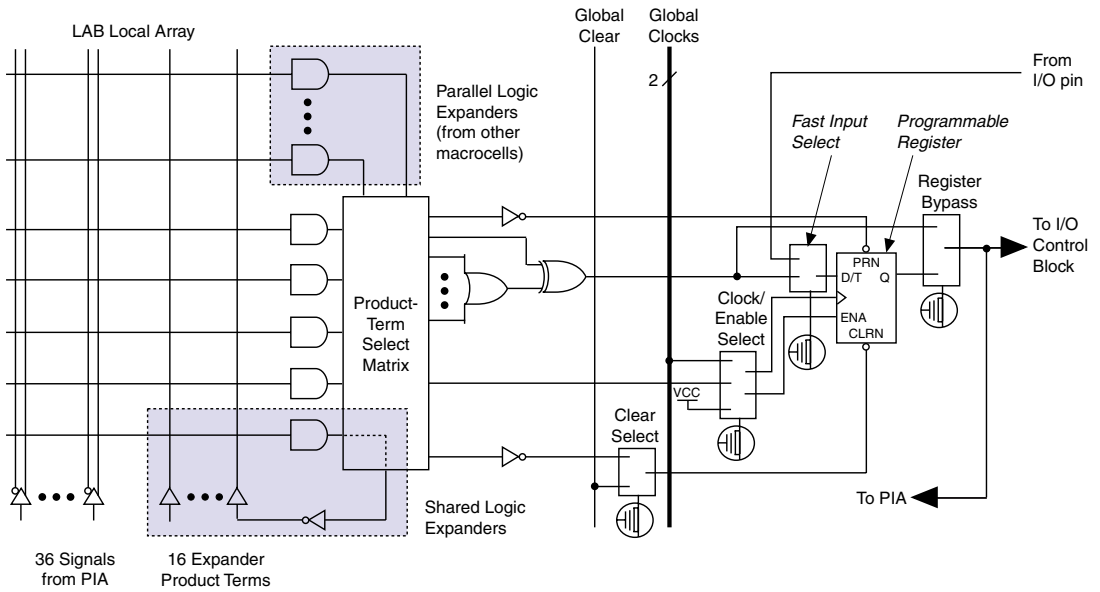 LAB Local Array
Global
Clear
Global
Clocks
2
From
I/O pin
Parallel Logic
Expanders
(from other
macrocells)
Fast Input
Select
Programmable
Register
Register
Bypass
To I/O
Control
Block
PRN
D/T
Q
ENA
CLRN
Clock/
Enable
Select
Product-
Term
Select
Matrix
VCC
Clear
Select
To PIA
Shared Logic
Expanders
36 Signals
from PIA
16 Expander
Product Terms